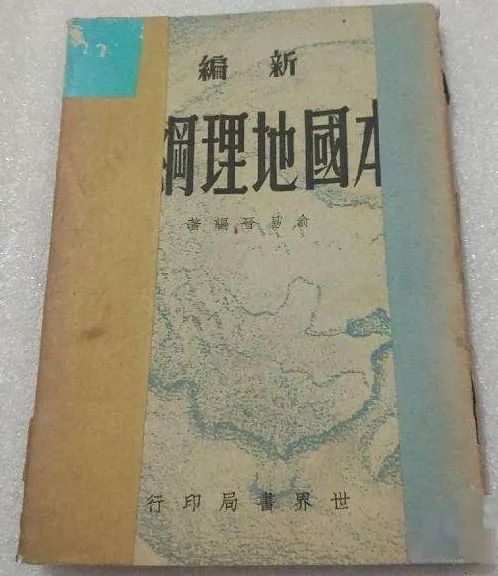 新編
本國地理綱
俞易晉編著
世界書局印行